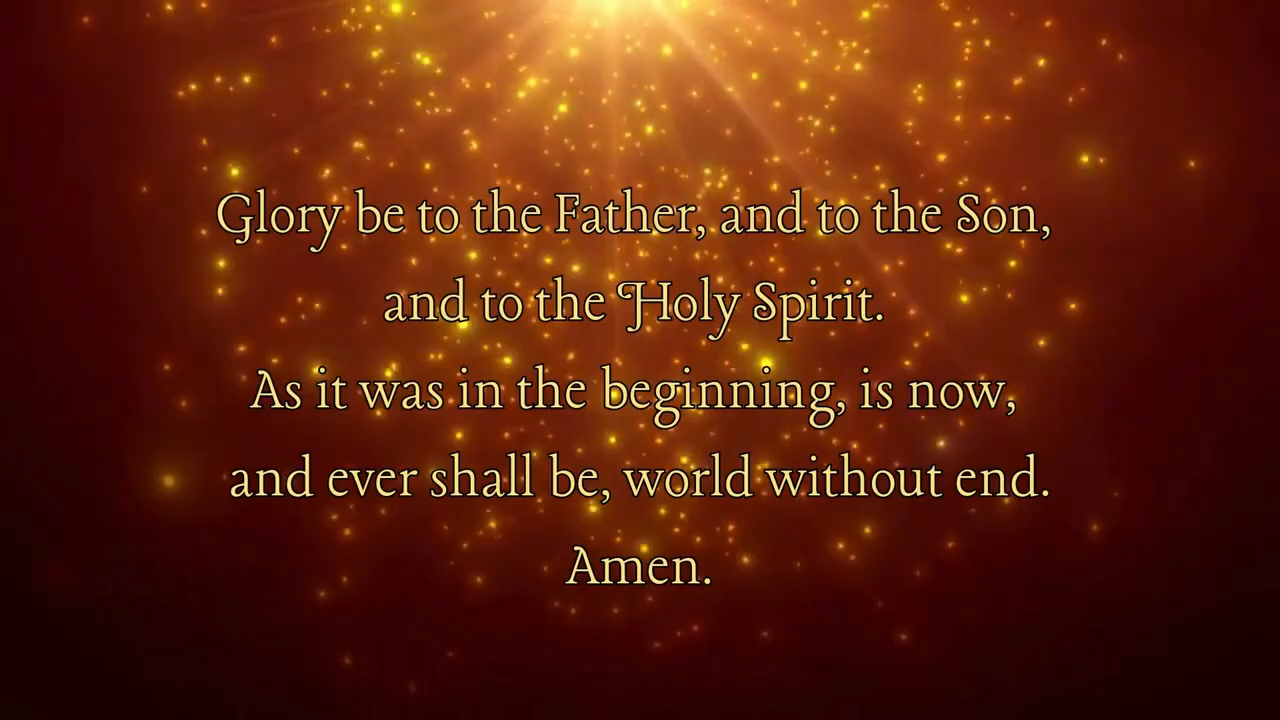 Glory be to the Father, and to the Son,
and to the Holy Spirit.
As it was in the beginning, is now,
and ever shall be, world without end.
Amen.